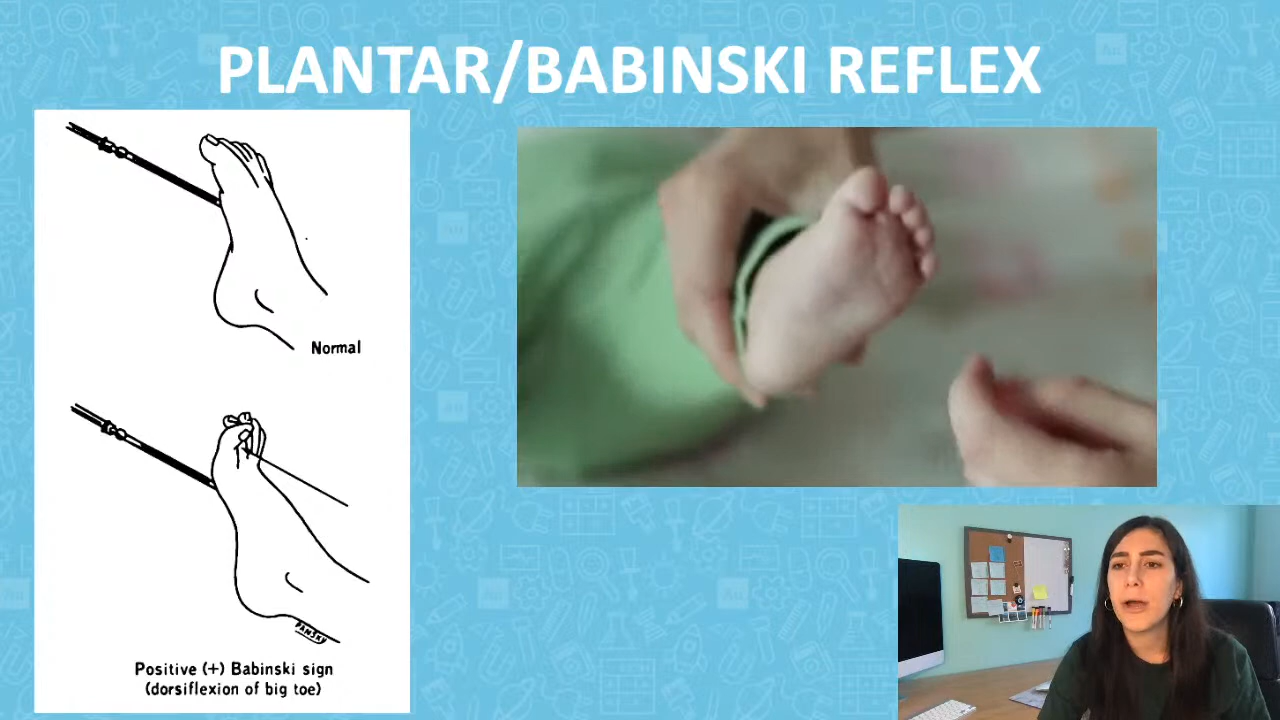 PLANTAR/BABINSKI REFLEX
Normal
Positive (+) Babinski sign
(dorsiflexion of big toe)